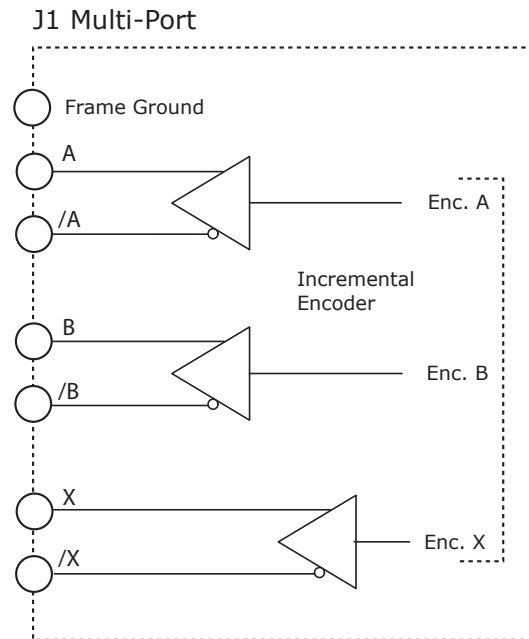 J1 Multi-Port
Frame Ground
A
/A
Enc. A
Incremental
Encoder
B
/B
Enc. B
X
/X
Enc. X